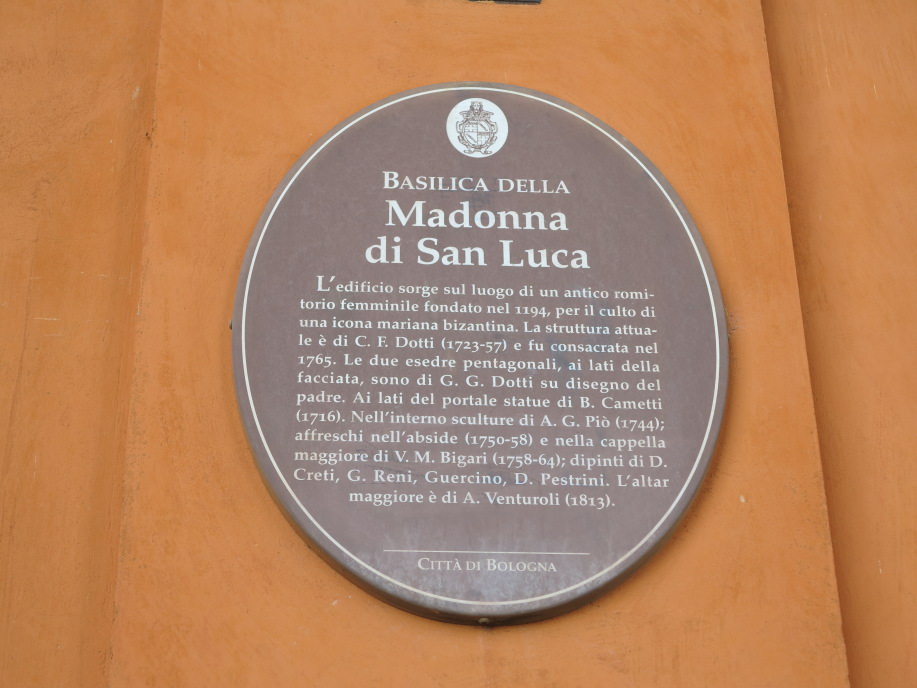 BASILICA DELLA
Madonna
di San Luca
L'edificio sorge sul luogo di un antico romi-
torio femminile fondato nel 1194, per il culto di
una icona mariana bizantina. La struttura attua-
le è di C. F. Dotti (1723-57) e fu consacrata nel
1765. Le due esedre pentagonali, ai lati della
facciata, sono di G. G. Dotti su disegno del
padre. Ai lati del portale statue di B. Cametti
(1716). Nell'interno sculture di A. G. Piò (1744);
affreschi nell'abside (1750-58) e nella cappella
maggiore di V. M. Bigari (1758-64); dipinti di D.
Creti, G. Reni, Guercino, D. Pestrini. L'altar
maggiore è di A. Venturoli (1813).
CITTÀ DI BOLOGNA